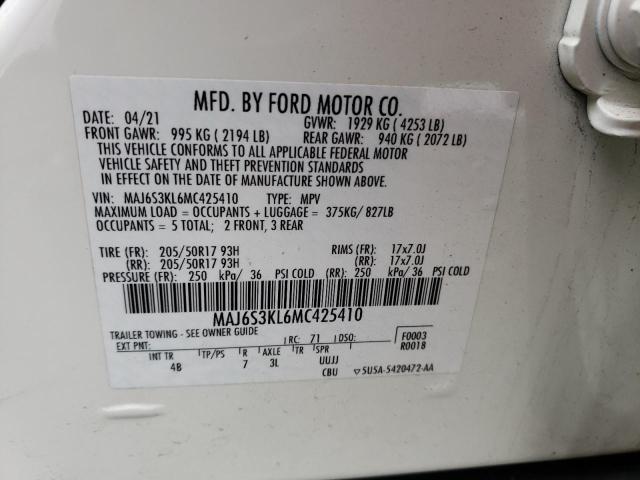 MFD. BY FORD MOTOR CO.
DATE: 04/21 GVWR: 1929 KG ( 4253 LB)
FRONT GAWR: 995 KG ( 2194 LB) REAR GAWR: 940 KG ( 2072 LB)
THIS VEHICLE CONFORMS TO ALL APPLICABLE FEDERAL MOTOR
VEHICLE SAFETY AND THEFT PREVENTION STANDARDS
IN EFFECT ON THE DATE OF MANUFACTURE SHOWN ABOVE.
VIN: MAJ6S3KL6MC425410 TYPE: MPV
MAXIMUM LOAD = OCCUPANTS + LUGGAGE = 375KG/ 827LB
OCCUPANTS = 5 TOTAL; 2 FRONT, 3 REAR
TIRE (FR): 205/50R17 93H RIMS (FR): 17x7.0J
(RR): 205/50R17 93H (RR): 17x7.0J
PRESSURE (FR): 250 kPa/ 36 PSI COLD (RR): 250 kPa/ 36 PSI COLD
MAJ6S3KL6MC425410
TRAILER TOWING - SEE OWNER GUIDE
EXT PNT: RC: 71 DSO: F0003
R0018
INT TR TP/PS R AXLE TR SPR UUJJ
4B 7 3L CBU 5U5A-5420472-AA